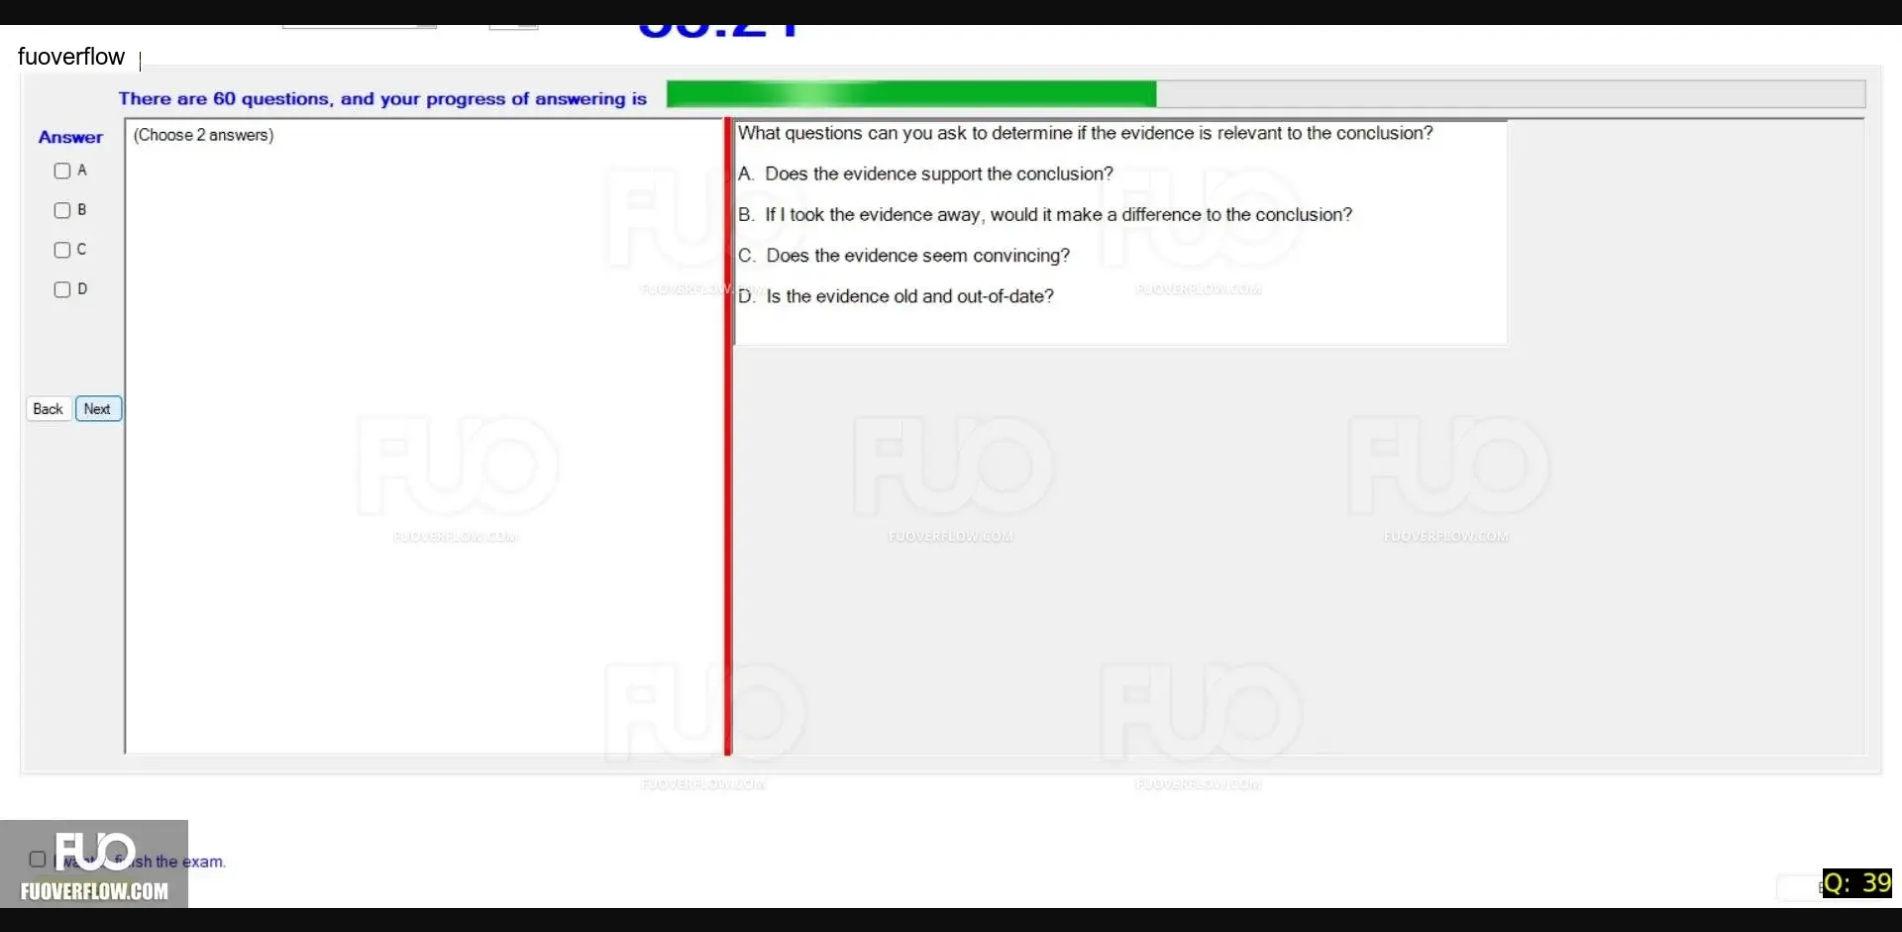 fuoverflow
There are 60 questions, and your progress of answering is
Answer
(Choose 2 answers)
A
B
C
D
Back
Next
What questions can you ask to determine if the evidence is relevant to the conclusion?
A. Does the evidence support the conclusion?
B. If I took the evidence away, would it make a difference to the conclusion?
C. Does the evidence seem convincing?
D. Is the evidence old and out-of-date?
FUO
FUOVERFLOW.COM
FUO
FUOVERFLOW.COM
FUO
FUOVERFLOW.COM
FUO
FUOVERFLOW.COM
FUO
FUOVERFLOW.COM
FUO
FUOVERFLOW.COM
FUO
FUOVERFLOW.COM
the exam.
FUO
FUOVERFLOW.COM
Q: 39